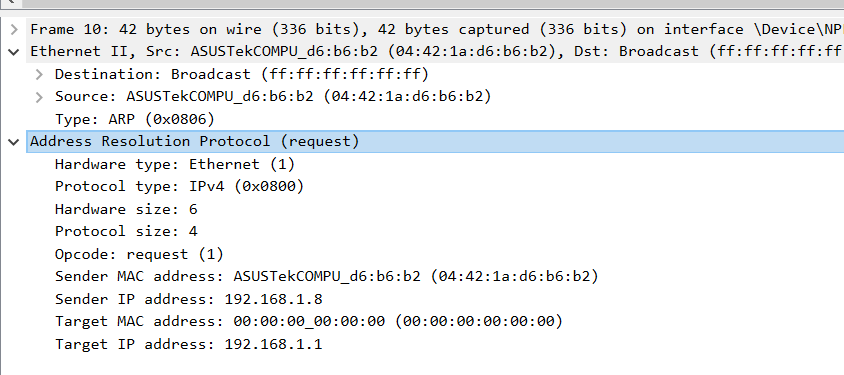 Frame 10: 42 bytes on wire (336 bits), 42 bytes captured (336 bits) on interface \Device\NP
Ethernet II, Src: ASUSTekCOMPU_d6:b6:b2 (04:42:1a:d6:b6:b2), Dst: Broadcast (ff:ff:ff:ff:ff
Destination: Broadcast (ff:ff:ff:ff:ff:ff)
Source: ASUSTekCOMPU_d6:b6:b2 (04:42:1a:d6:b6:b2)
Type: ARP (0x0806)
Address Resolution Protocol (request)
Hardware type: Ethernet (1)
Protocol type: IPv4 (0x0800)
Hardware size: 6
Protocol size: 4
Opcode: request (1)
Sender MAC address: ASUSTekCOMPU_d6:b6:b2 (04:42:1a:d6:b6:b2)
Sender IP address: 192.168.1.8
Target MAC address: 00:00:00_00:00:00 (00:00:00:00:00:00)
Target IP address: 192.168.1.1